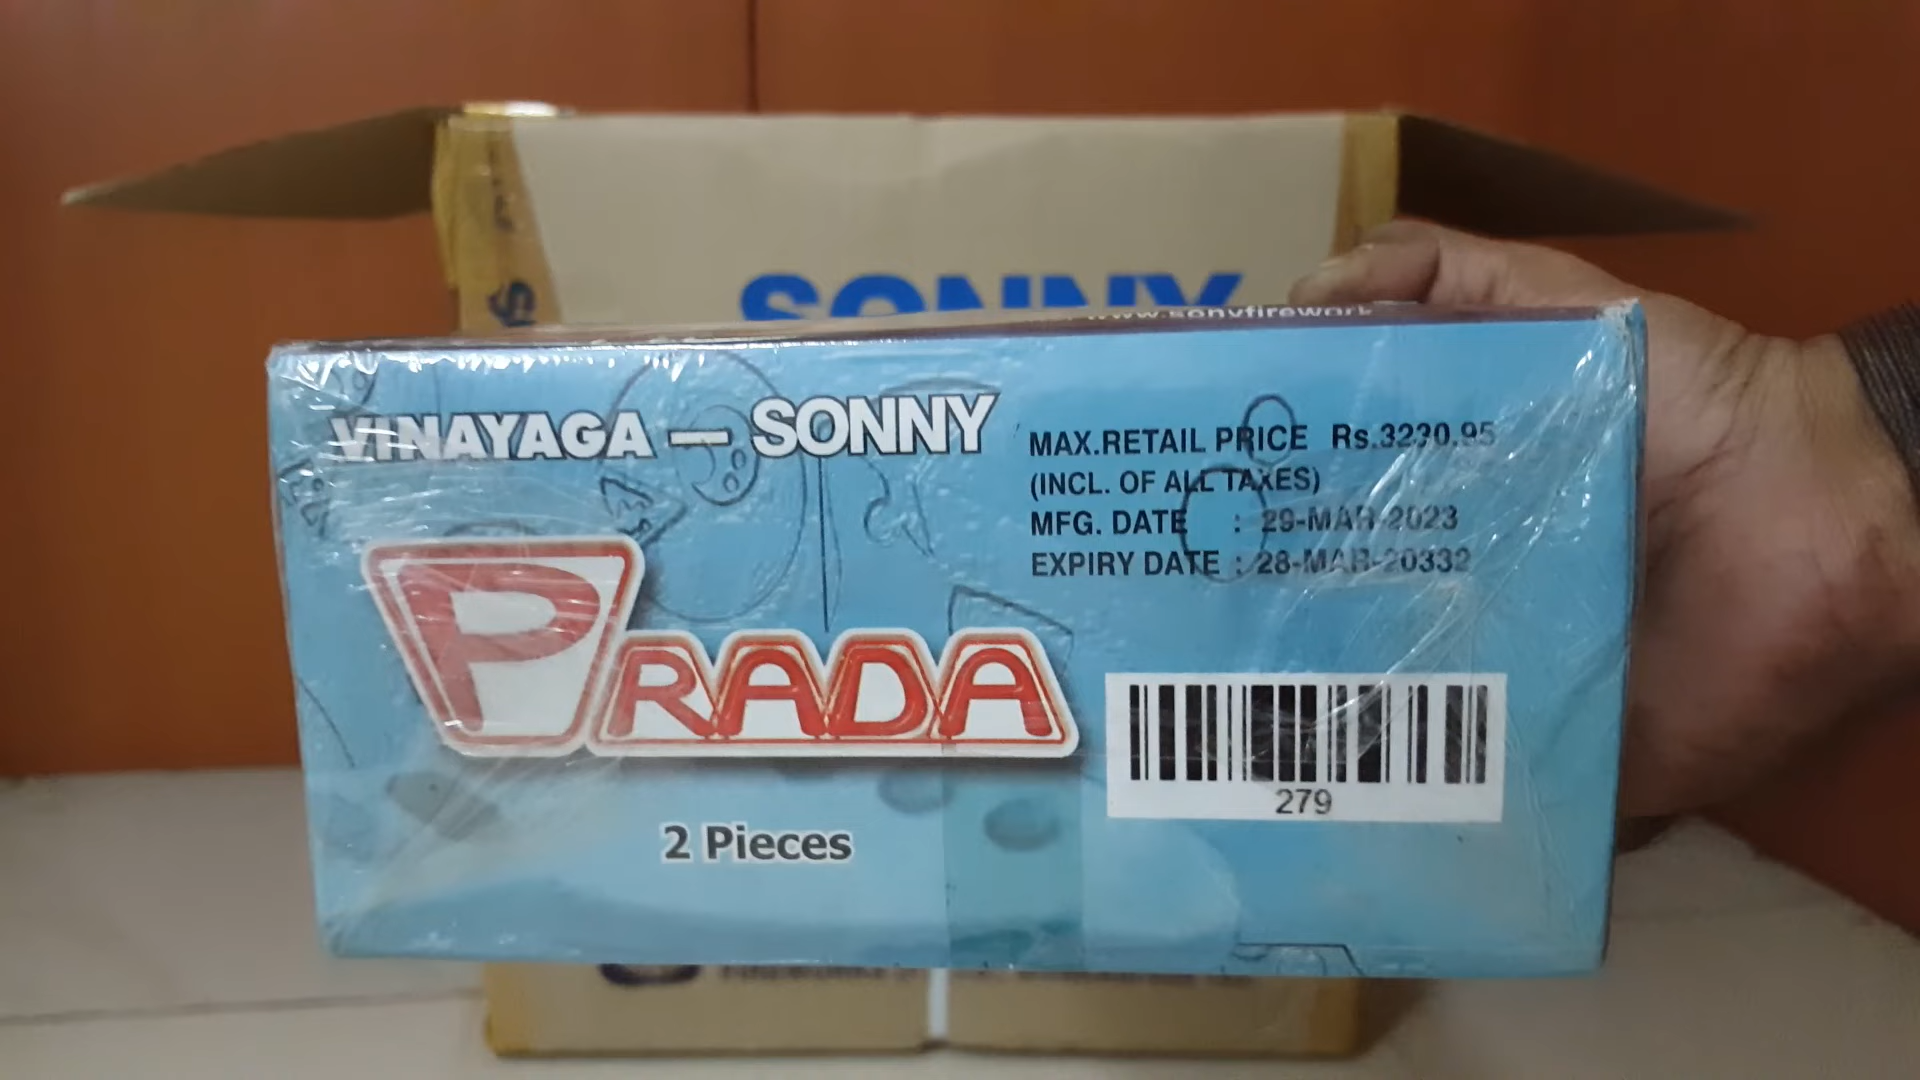 SONNY
www.sonyfirework
VINAYAGA — SONNY
MAX.RETAIL PRICE Rs.3230.95
(INCL. OF ALL TAXES)
MFG. DATE : 29-MAR-2023
EXPIRY DATE : 28-MAR-20332
PRADA
279
2 Pieces